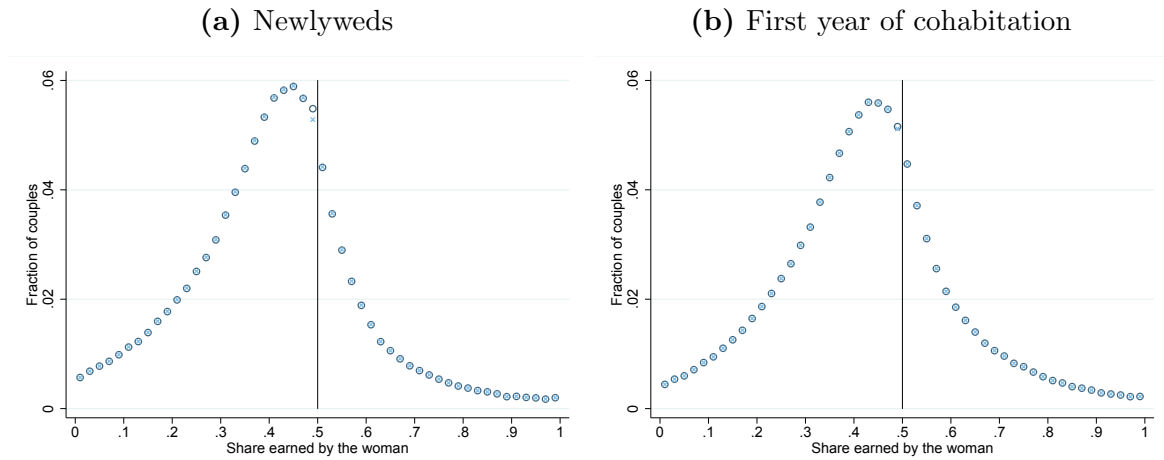 (a) Newlyweds
(b) First year of cohabitation
Fraction of couples
.06
.04
.02
0
0 .1 .2 .3 .4 .5 .6 .7 .8 .9 1
Share earned by the woman
Fraction of couples
.06
.04
.02
0
0 .1 .2 .3 .4 .5 .6 .7 .8 .9 1
Share earned by the woman